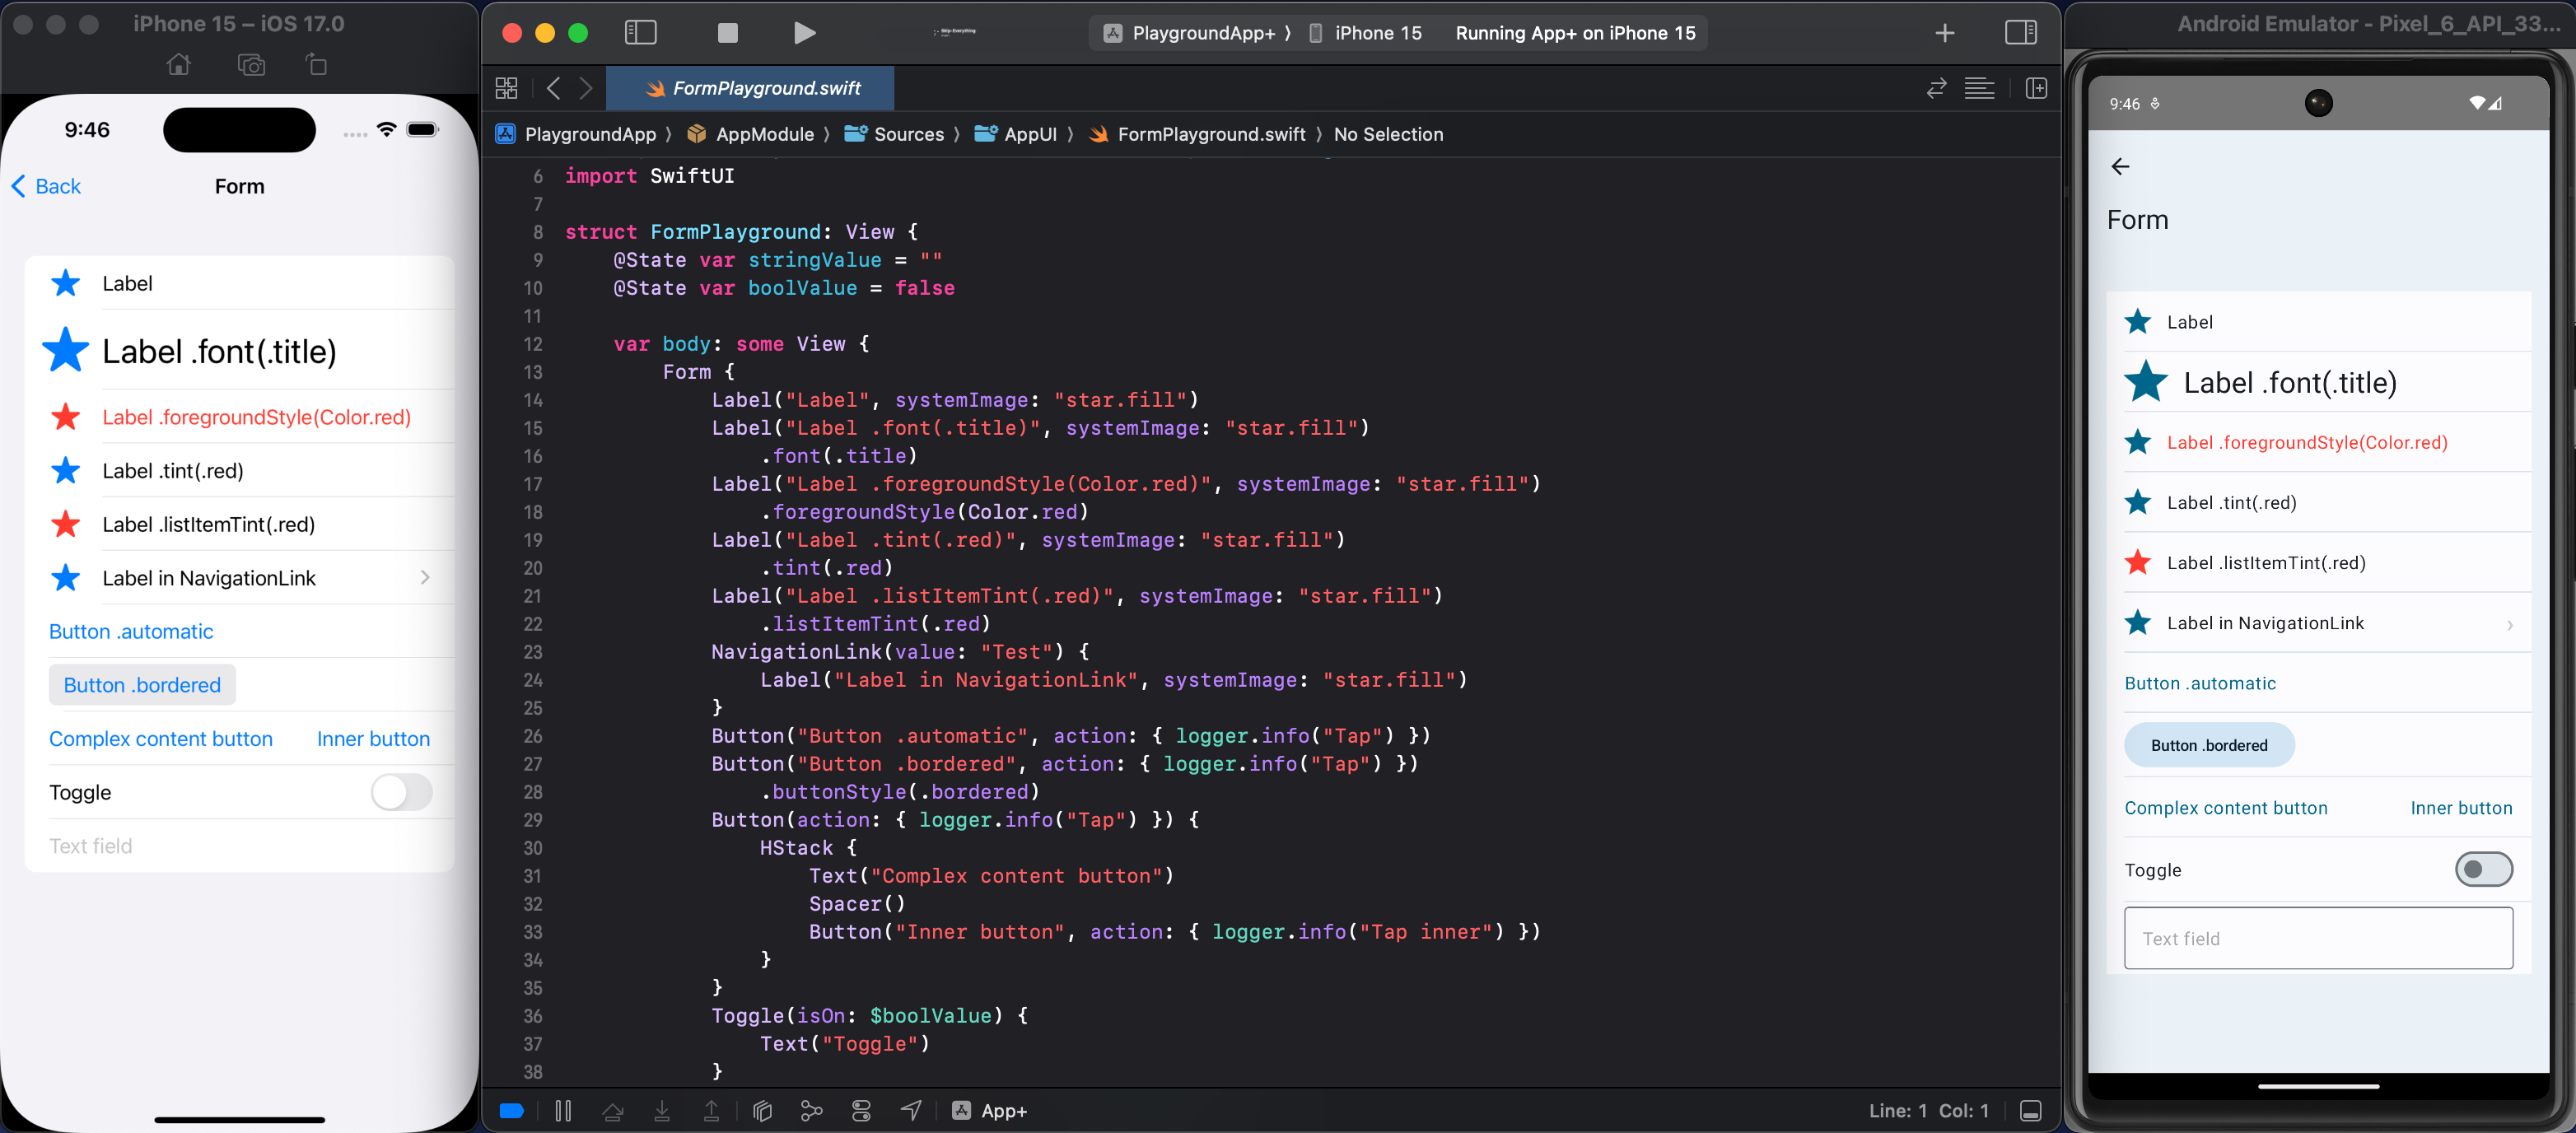 iPhone 15 – iOS 17.0
9:46
Back
Form
Label
Label .font(.title)
Label .foregroundStyle(Color.red)
Label .tint(.red)
Label .listItemTint(.red)
Label in NavigationLink
Button .automatic
Button .bordered
Complex content button Inner button
Toggle
Text field
PlaygroundApp+ ⟩ iPhone 15 Running App+ on iPhone 15
FormPlayground.swift
PlaygroundApp ⟩ AppModule ⟩ Sources ⟩ AppUI ⟩ FormPlayground.swift ⟩ No Selection
6 import SwiftUI
7
8 struct FormPlayground: View {
9 @State var stringValue = ""
10 @State var boolValue = false
11
12 var body: some View {
13 Form {
14 Label("Label", systemImage: "star.fill")
15 Label("Label .font(.title)", systemImage: "star.fill")
16 .font(.title)
17 Label("Label .foregroundStyle(Color.red)", systemImage: "star.fill")
18 .foregroundStyle(Color.red)
19 Label("Label .tint(.red)", systemImage: "star.fill")
20 .tint(.red)
21 Label("Label .listItemTint(.red)", systemImage: "star.fill")
22 .listItemTint(.red)
23 NavigationLink(value: "Test") {
24 Label("Label in NavigationLink", systemImage: "star.fill")
25 }
26 Button("Button .automatic", action: { logger.info("Tap") })
27 Button("Button .bordered", action: { logger.info("Tap") })
28 .buttonStyle(.bordered)
29 Button(action: { logger.info("Tap") }) {
30 HStack {
31 Text("Complex content button")
32 Spacer()
33 Button("Inner button", action: { logger.info("Tap inner") })
34 }
35 }
36 Toggle(isOn: $boolValue) {
37 Text("Toggle")
38 }
App+
Line: 1 Col: 1
Android Emulator - Pixel_6_API_33...
9:46
Form
Label
Label .font(.title)
Label .foregroundStyle(Color.red)
Label .tint(.red)
Label .listItemTint(.red)
Label in NavigationLink
Button .automatic
Button .bordered
Complex content button Inner button
Toggle
Text field